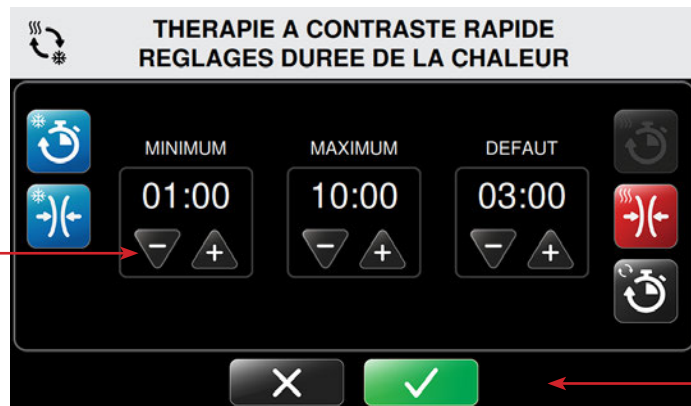 THERAPIE A CONTRASTE RAPIDE
REGLAGES DUREE DE LA CHALEUR
MINIMUM MAXIMUM DEFAUT
01:00 10:00 03:00
− + − + − +